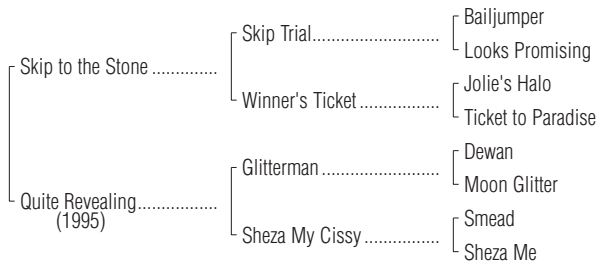 Bailjumper
Skip Trial....................
Looks Promising
Skip to the Stone ..............
Jolie's Halo
Winner's Ticket .................
Ticket to Paradise
Dewan
Glitterman .........................
Moon Glitter
Quite Revealing.................
(1995)
Smead
Sheza My Cissy ................
Sheza Me